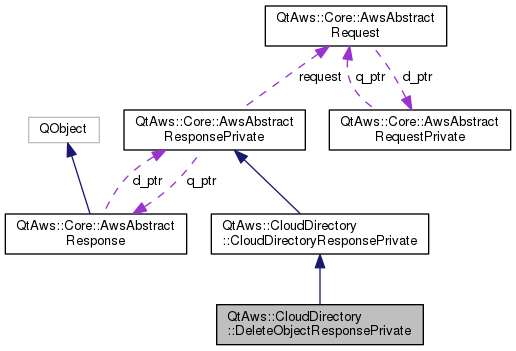 QtAws::Core::AwsAbstract
Request
request
q_ptr
d_ptr
QObject
QtAws::Core::AwsAbstract
ResponsePrivate
QtAws::Core::AwsAbstract
RequestPrivate
d_ptr
q_ptr
QtAws::Core::AwsAbstract
Response
QtAws::CloudDirectory
::CloudDirectoryResponsePrivate
QtAws::CloudDirectory
::DeleteObjectResponsePrivate